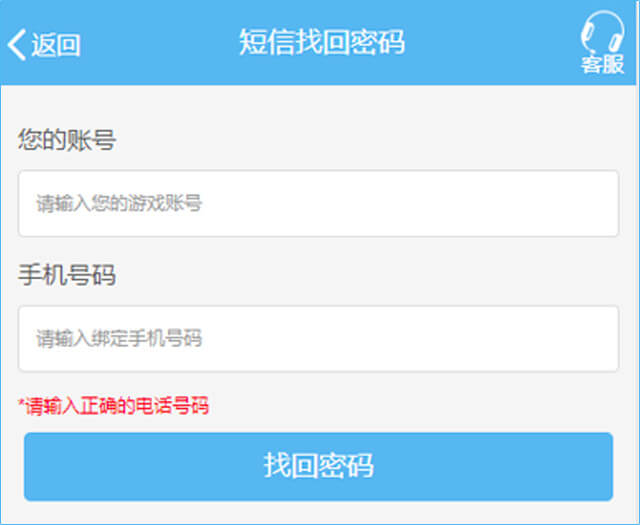 返回
短信找回密码
客服
您的账号
请输入您的游戏账号
手机号码
请输入绑定手机号码
*请输入正确的电话号码
找回密码